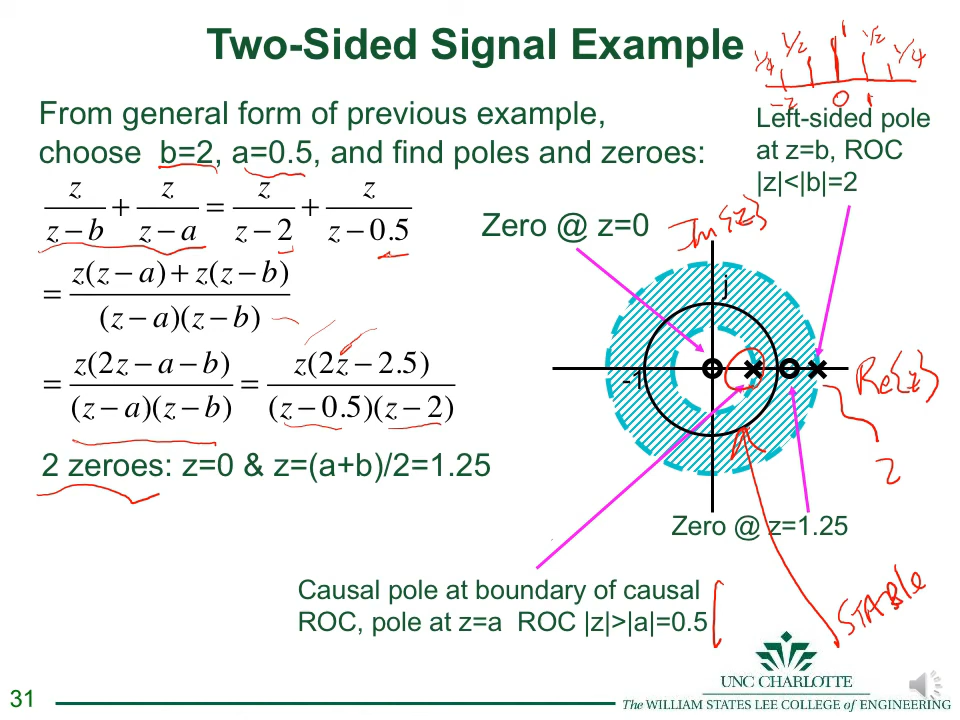 Two-Sided Signal Example
1/4 1/2 1 1/2 1/4
-2 0 1
From general form of previous example,
choose b=2, a=0.5, and find poles and zeroes:
Left-sided pole
at z=b, ROC
|z|<|b|=2
z/(z−b) + z/(z−a) = z/(z−2) + z/(z−0.5)
= (z(z−a)+z(z−b))/((z−a)(z−b))
= z(2z−a−b)/((z−a)(z−b)) = z(2z−2.5)/((z−0.5)(z−2))
2 zeroes: z=0 & z=(a+b)/2=1.25
Zero @ z=0
Im{z}
j
-1
Re{z}
2
Zero @ z=1.25
Causal pole at boundary of causal
ROC, pole at z=a ROC |z|>|a|=0.5
STABLE
UNC CHARLOTTE
The WILLIAM STATES LEE COLLEGE of ENGINEERING
31